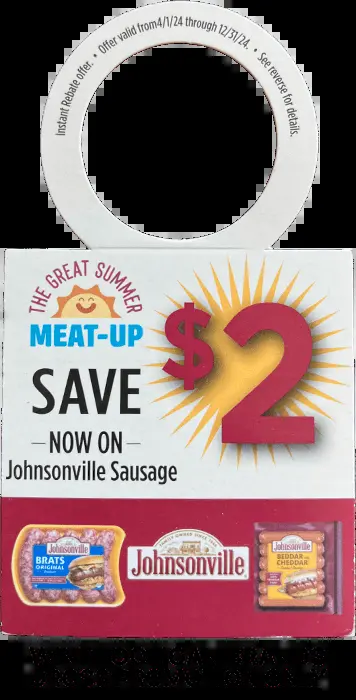 Instant Rebate offer. • Offer valid from4/1/24 through 12/31/24. • See reverse for details.
THE GREAT SUMMER
MEAT-UP
$2
SAVE
NOW ON
Johnsonville Sausage
Johnsonville
BRATS
ORIGINAL
Johnsonville
Johnsonville
BEDDAR with
CHEDDAR